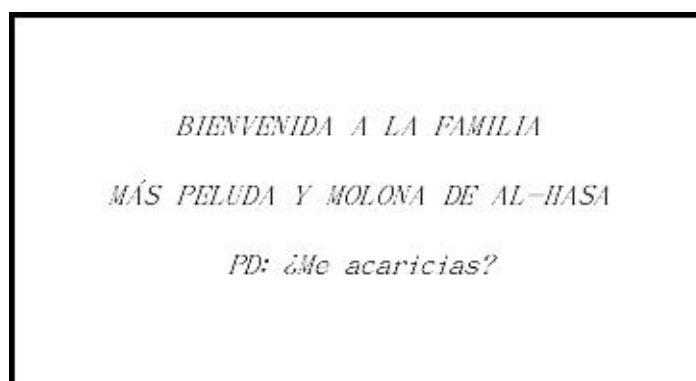 BIENVENIDA A LA FAMILIA
MÁS PELUDA Y MOLONA DE AL-HASA
PD: ¿Me acaricias?